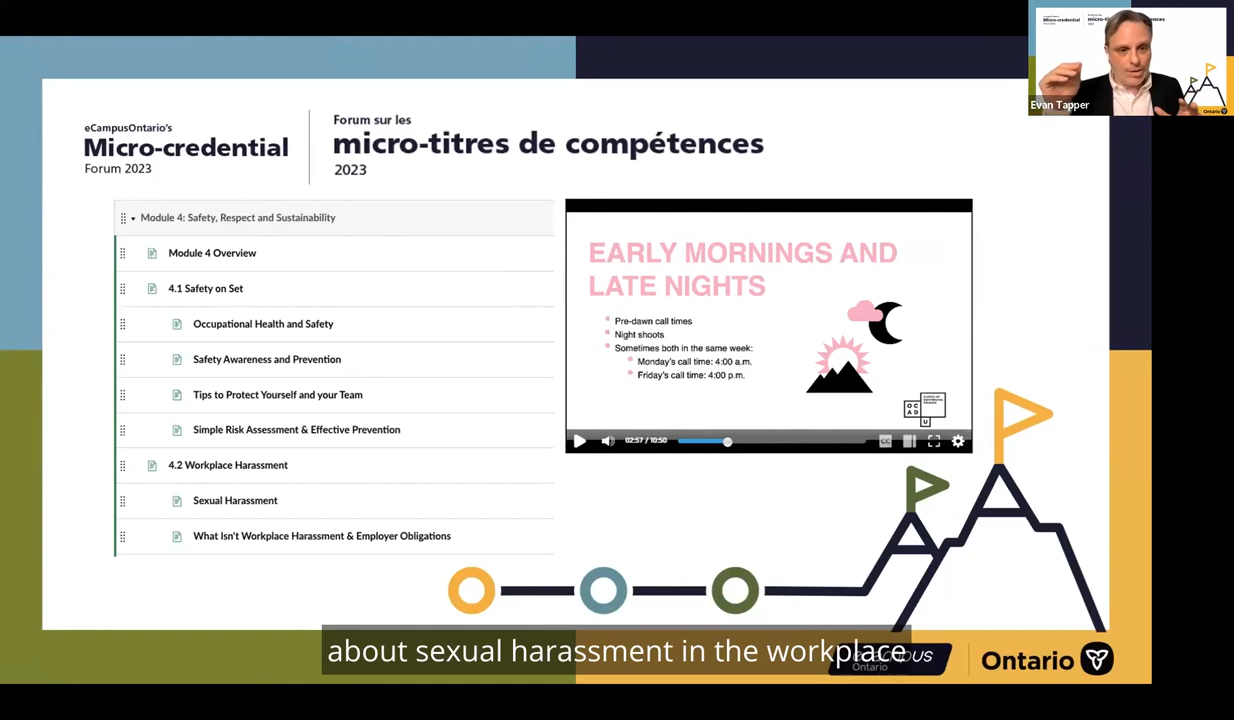 eCampusOntario's
Micro-credential
Forum 2023
Forum sur les
micro-titres de compétences
2023
Evan Tapper
Module 4: Safety, Respect and Sustainability
Module 4 Overview
4.1 Safety on Set
Occupational Health and Safety
Safety Awareness and Prevention
Tips to Protect Yourself and your Team
Simple Risk Assessment & Effective Prevention
4.2 Workplace Harassment
Sexual Harassment
What Isn't Workplace Harassment & Employer Obligations
EARLY MORNINGS AND
LATE NIGHTS
Pre-dawn call times
Night shoots
Sometimes both in the same week:
Monday's call time: 4:00 a.m.
Friday's call time: 4:00 p.m.
OC
AD
U
02:57 / 10:50
CC
about sexual harassment in the workplace
Ontario
Ontario